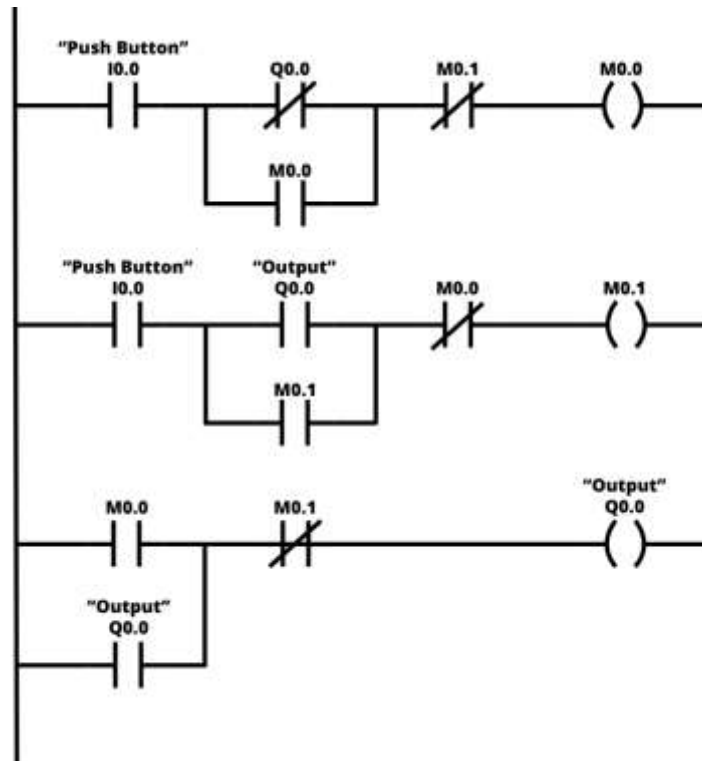 “Push Button”
I0.0 Q0.0 M0.1 M0.0
M0.0
“Push Button” “Output”
I0.0 Q0.0 M0.0 M0.1
M0.1
“Output”
M0.0 M0.1 Q0.0
“Output”
Q0.0